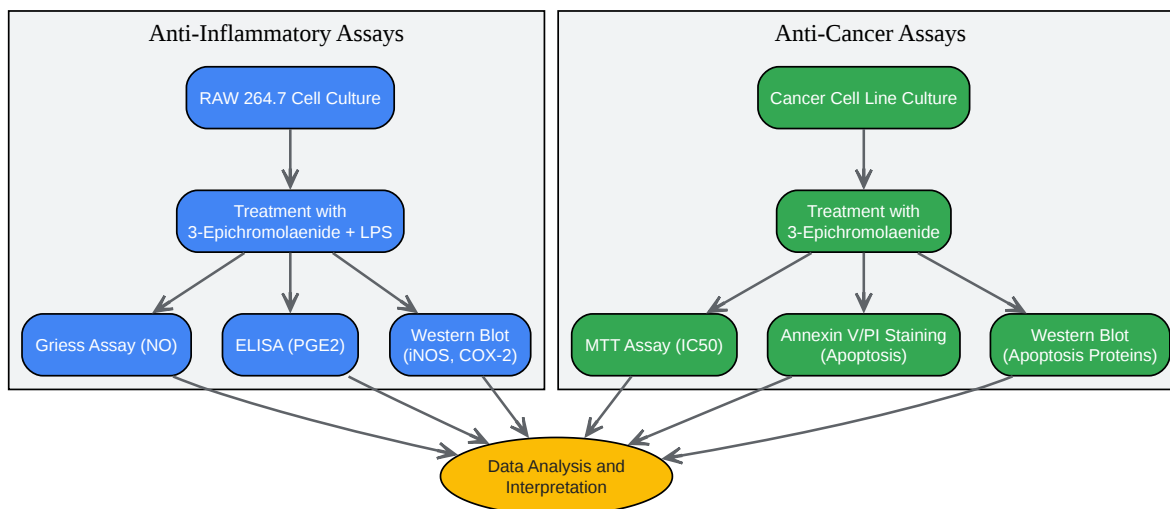 Anti-Inflammatory Assays
RAW 264.7 Cell Culture
Treatment with
3-Epichromolaenide + LPS
Griess Assay (NO)
ELISA (PGE2)
Western Blot
(iNOS, COX-2)
Anti-Cancer Assays
Cancer Cell Line Culture
Treatment with
3-Epichromolaenide
MTT Assay (IC50)
Annexin V/PI Staining
(Apoptosis)
Western Blot
(Apoptosis Proteins)
Data Analysis and
Interpretation